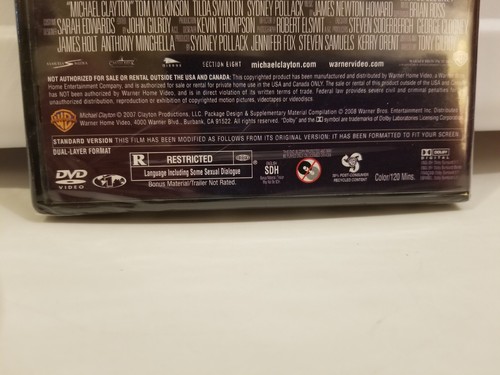 "MICHAEL CLAYTON" TOM WILKINSON TILDA SWINTON SYDNEY POLLACK JAMES NEWTON HOWARD
SARAH EDWARDS JOHN GILROY KEVIN THOMPSON ROBERT ELSWIT STEVEN SODERBERGH GEORGE CLOONEY
JAMES HOLT ANTHONY MINGHELLA SYDNEY POLLACK JENNIFER FOX STEVEN SAMUELS
SECTION EIGHT michaelclayton.com warnervideo.com
NOT AUTHORIZED FOR SALE OR RENTAL OUTSIDE THE USA AND CANADA: This copyrighted product has been manufactured and distributed by Warner Home Video, a Warner Bros.
Home Entertainment Company, and is authorized for sale or rental for private home use in the USA and Canada ONLY. The sale or rental of this product outside of the USA and Canada
has NOT been authorized by Warner Home Video, and is in direct violation of its written terms of trade. Federal law provides severe civil and criminal penalties for
unauthorized distribution, reproduction or exhibition of copyrighted motion pictures, videotapes or videodiscs.
Michael Clayton © 2007 Clayton Productions, LLC. Package Design & Supplementary Material Compilation © 2008 Warner Bros. Entertainment Inc. Distributed by
Warner Home Video, 4000 Warner Blvd., Burbank, CA 91522. All rights reserved. "Dolby" and the symbol are trademarks of Dolby Laboratories Licensing Corporation.
STANDARD VERSION THIS FILM HAS BEEN MODIFIED AS FOLLOWS FROM ITS ORIGINAL VERSION: IT HAS BEEN FORMATTED TO FIT YOUR SCREEN.
DUAL-LAYER FORMAT
R RESTRICTED
Language Including Some Sexual Dialogue
Bonus Material/Trailer Not Rated.
DVD
VIDEO
SDH
POST-CONSUMER
RECYCLED CONTENT
DOLBY
DIGITAL
Color/120 Mins.